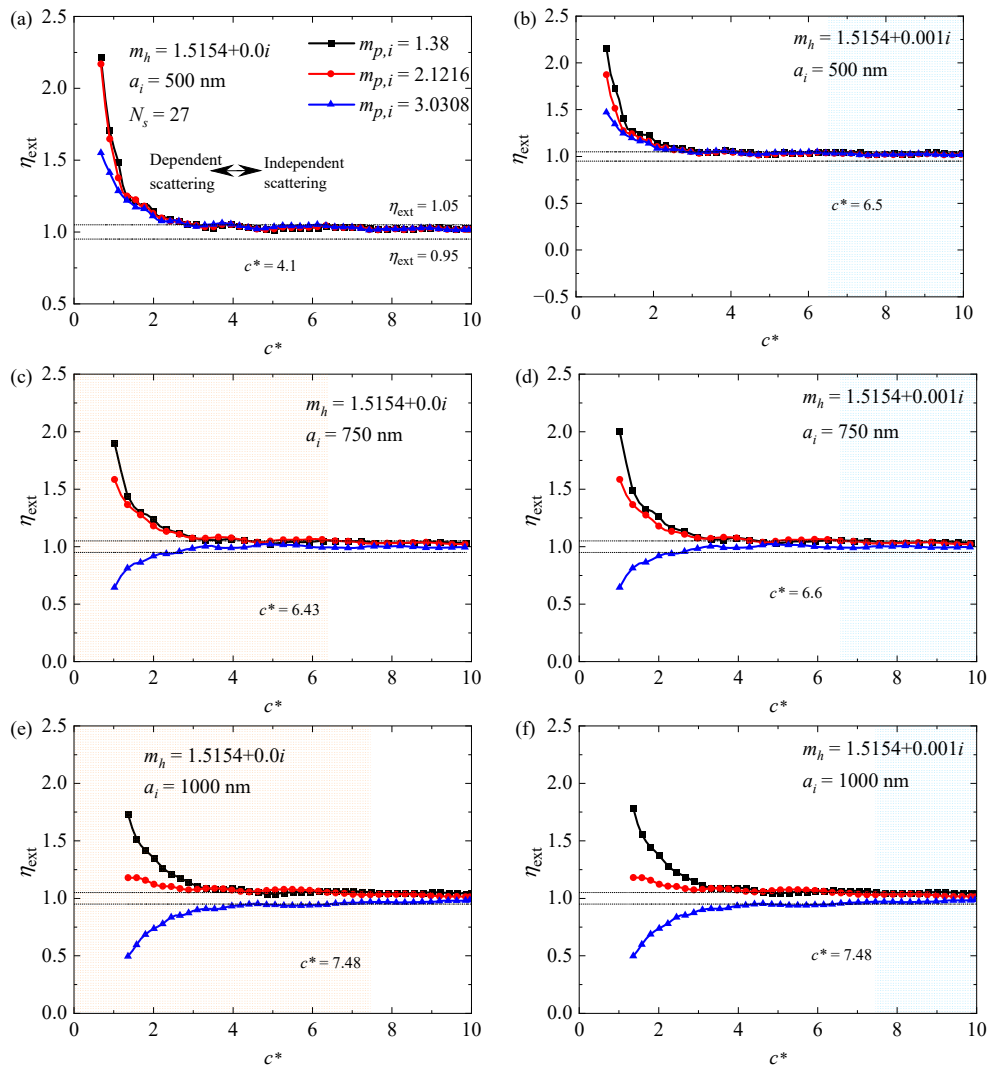 (a)
m_h = 1.5154+0.0i
a_i = 500 nm
N_s = 27
m_{p,i} = 1.38
m_{p,i} = 2.1216
m_{p,i} = 3.0308
Dependent scattering
Independent scattering
η_ext = 1.05
η_ext = 0.95
c* = 4.1
2.5
2.0
1.5
1.0
0.5
η_ext
0 2 4 6 8 10
c*
(b)
m_h = 1.5154+0.001i
a_i = 500 nm
c* = 6.5
2.5
2.0
1.5
1.0
0.5
0.0
−0.5
η_ext
0 2 4 6 8 10
c*
(c)
m_h = 1.5154+0.0i
a_i = 750 nm
c* = 6.43
2.5
2.0
1.5
1.0
0.5
0.0
η_ext
0 2 4 6 8 10
c*
(d)
m_h = 1.5154+0.001i
a_i = 750 nm
c* = 6.6
2.5
2.0
1.5
1.0
0.5
0.0
η_ext
0 2 4 6 8 10
c*
(e)
m_h = 1.5154+0.0i
a_i = 1000 nm
c* = 7.48
2.5
2.0
1.5
1.0
0.5
0.0
η_ext
0 2 4 6 8 10
c*
(f)
m_h = 1.5154+0.001i
a_i = 1000 nm
c* = 7.48
2.5
2.0
1.5
1.0
0.5
0.0
η_ext
0 2 4 6 8 10
c*